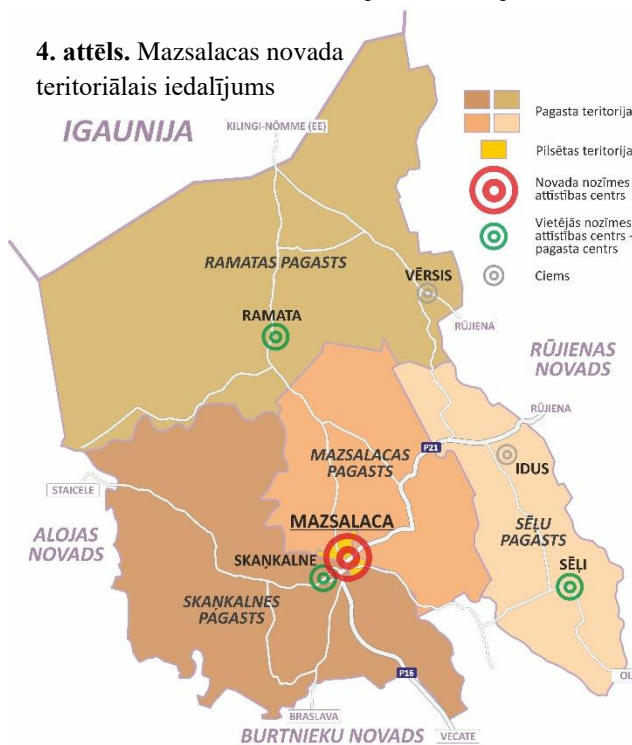 4. attēls. Mazsalacas novada
teritoriālais iedalījums
IGAUNIJA
KILINGI-NÕMME (EE)
Pagasta teritorija
Pilsētas teritorija
Novada nozīmes
attīstības centrs
Vietējās nozīmes
attīstības centrs -
pagasta centrs
Ciems
RAMATAS PAGASTS
VĒRSIS
RAMATA
RŪJIENA
RŪJIENAS
NOVADS
RŪJIENA
P21
MAZSALACAS
PAGASTS
IDUS
STAICELE
MAZSALACA
SĒĻU
PAGASTS
ALOJAS
NOVADS
SKAŅKALNE
SĒĻI
SKAŅKALNES
PAGASTS
P16
OL
BRASLAVA
BURTNIEKU NOVADS
VECATE